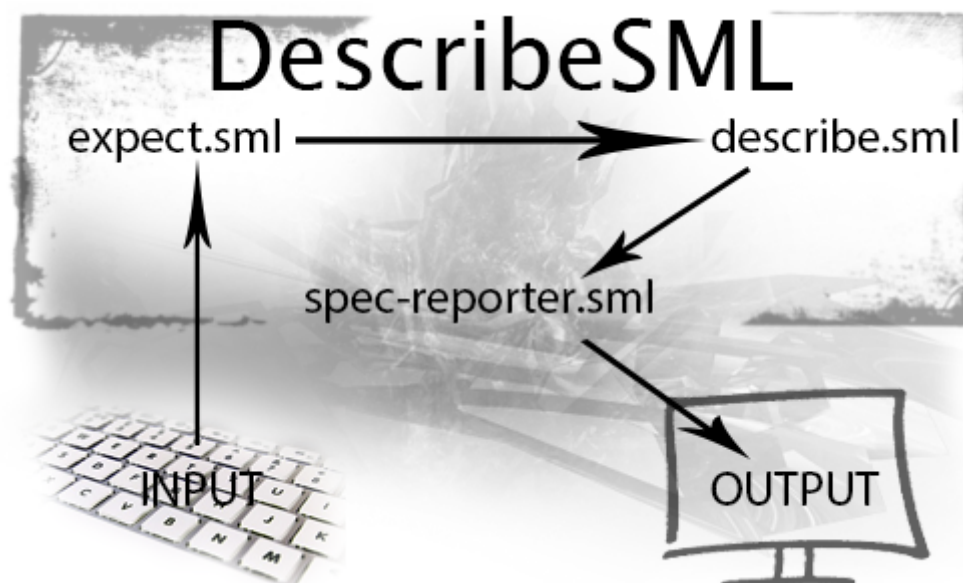 DescribeSML
expect.sml
describe.sml
spec-reporter.sml
INPUT
OUTPUT